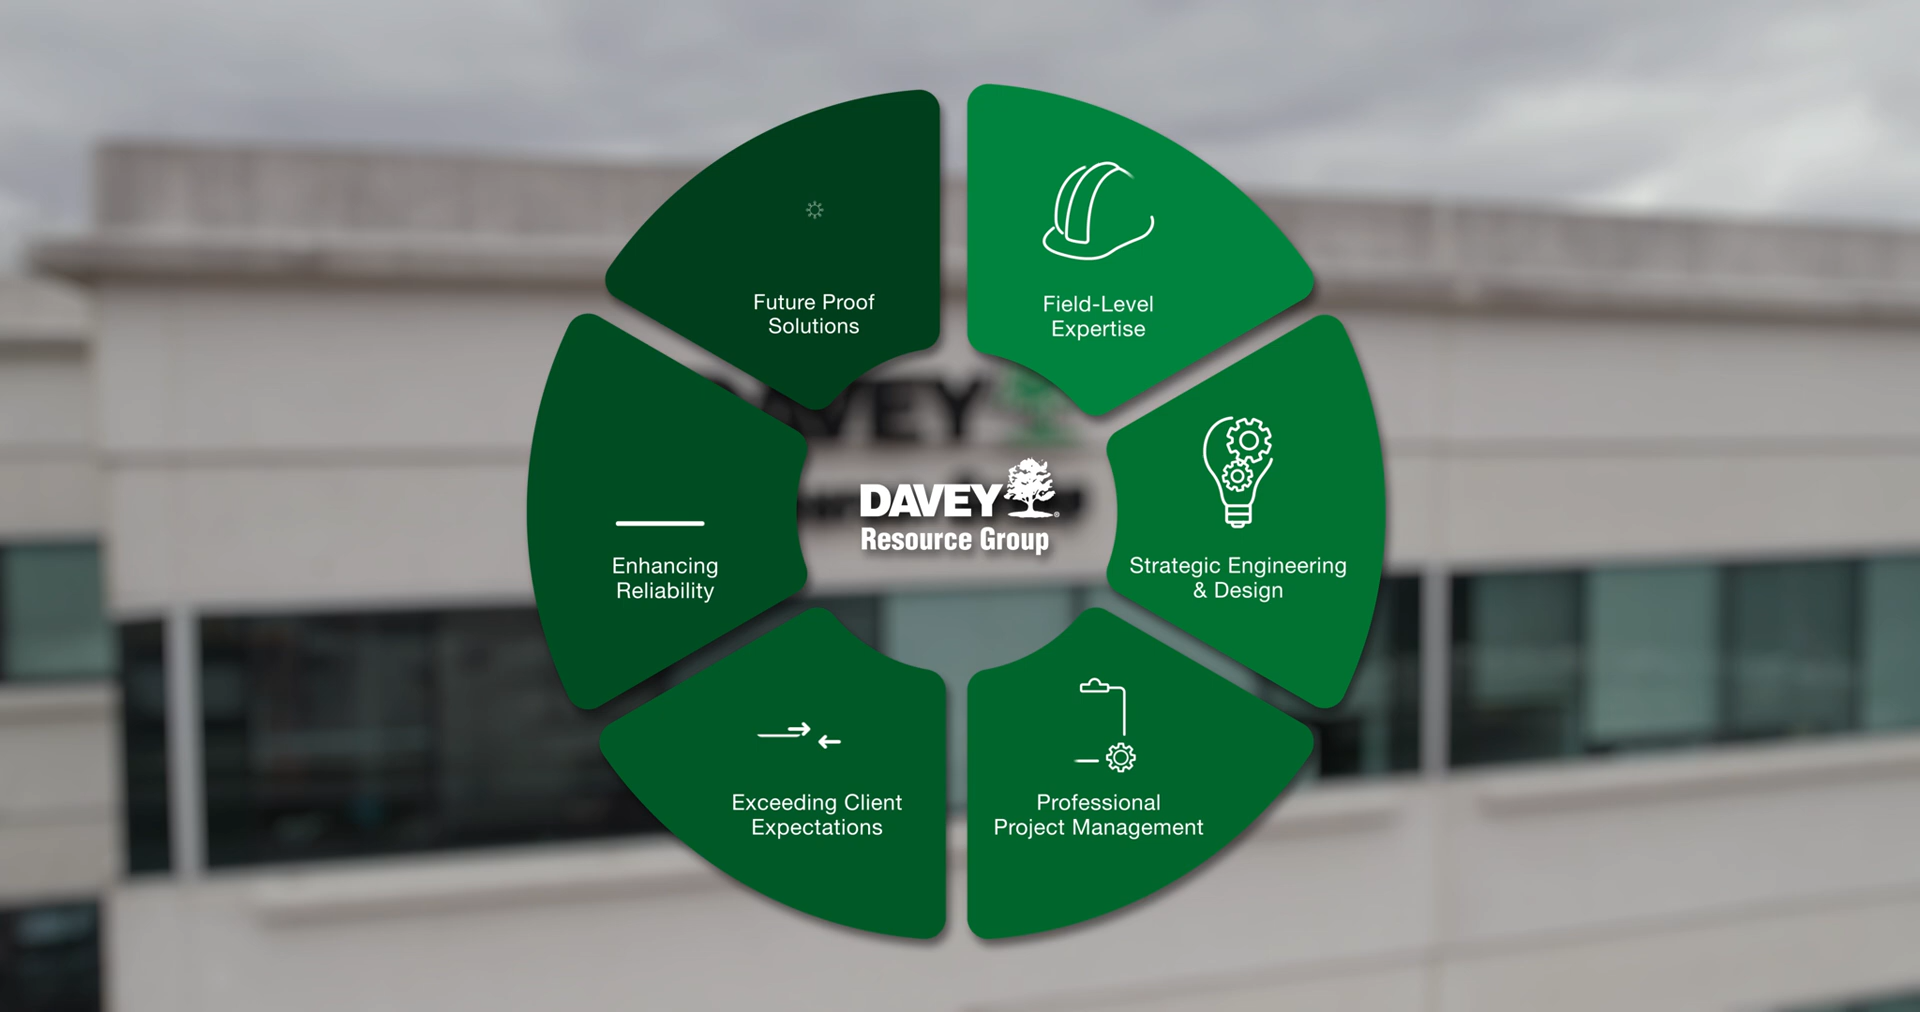 Future Proof
Solutions
Field-Level
Expertise
Enhancing
Reliability
DAVEY
Resource Group
Strategic Engineering
& Design
Exceeding Client
Expectations
Professional
Project Management